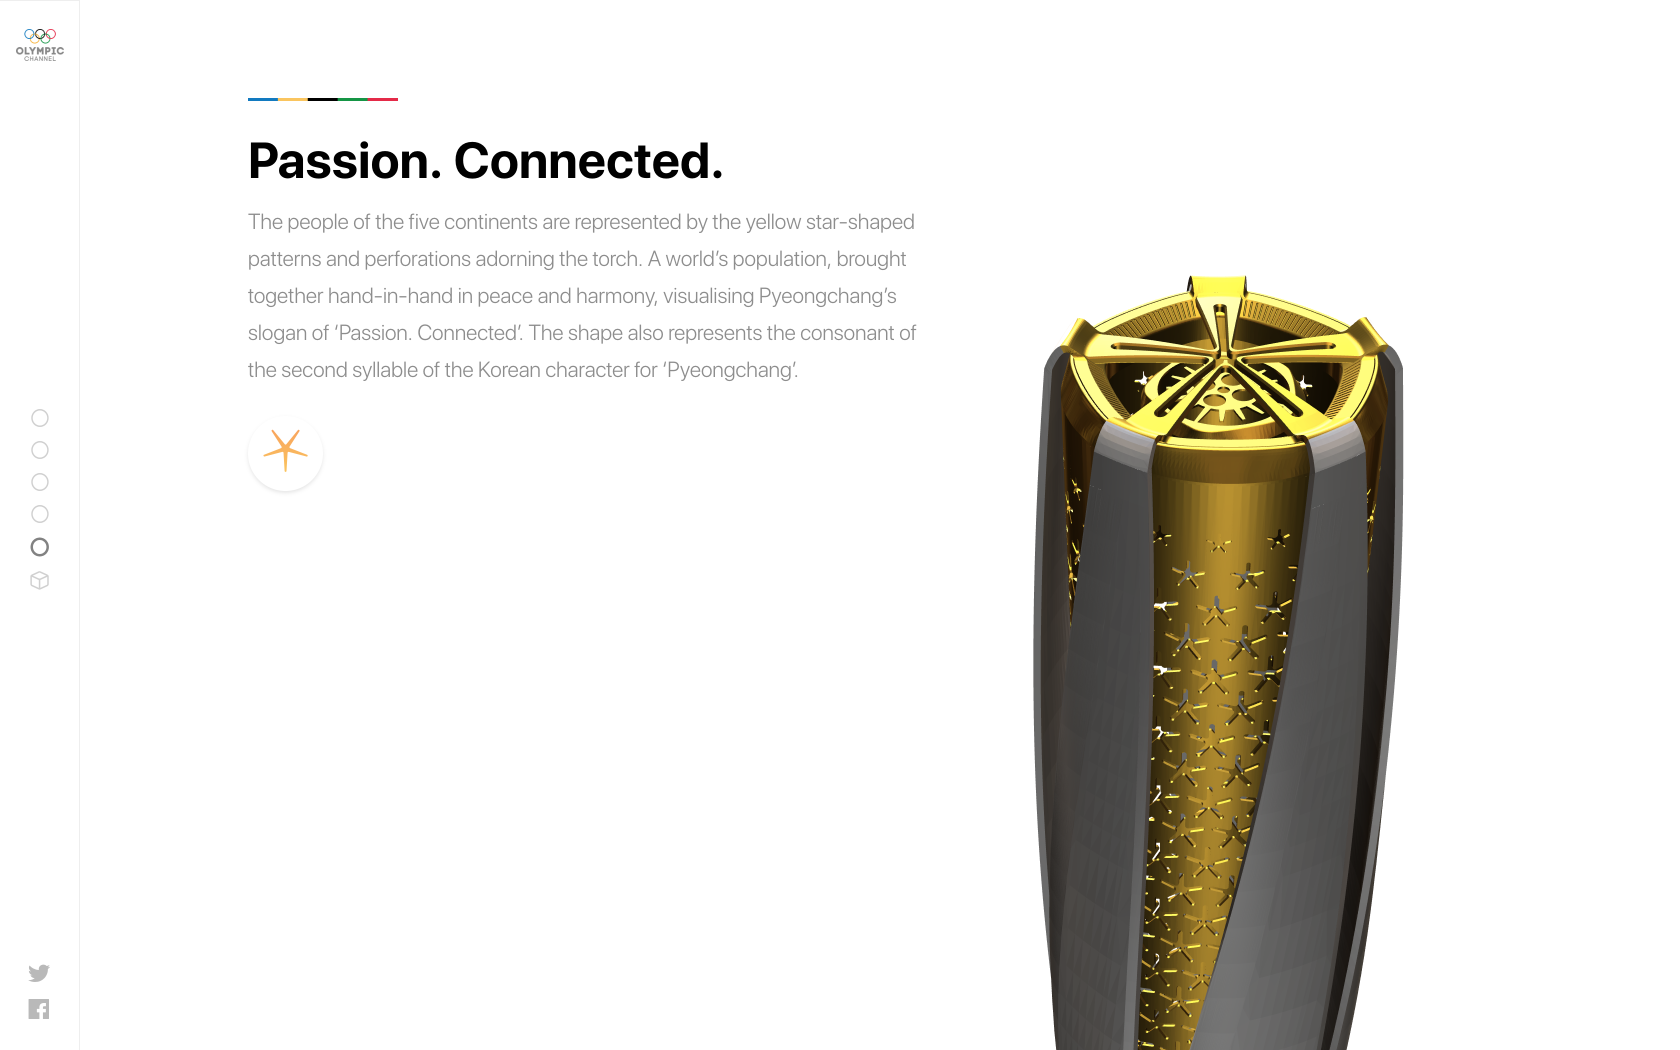 OLYMPIC
CHANNEL
Passion. Connected.
The people of the five continents are represented by the yellow star-shaped
patterns and perforations adorning the torch. A world’s population, brought
together hand-in-hand in peace and harmony, visualising Pyeongchang’s
slogan of ‘Passion. Connected’. The shape also represents the consonant of
the second syllable of the Korean character for ‘Pyeongchang’.